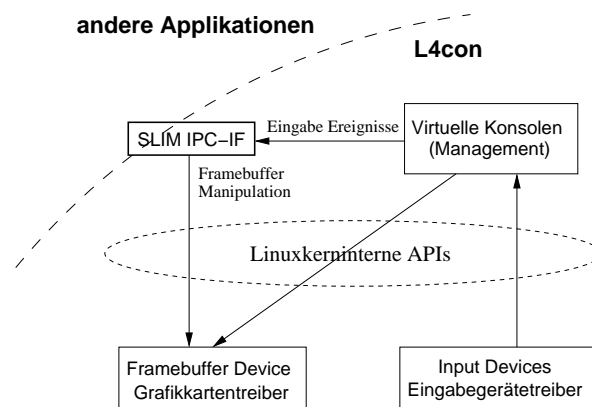 andere Applikationen
L4con
SLIM IPC−IF
Eingabe Ereignisse
Virtuelle Konsolen
(Management)
Framebuffer
Manipulation
Linuxkerninterne APIs
Framebuffer Device
Grafikkartentreiber
Input Devices
Eingabegerätetreiber